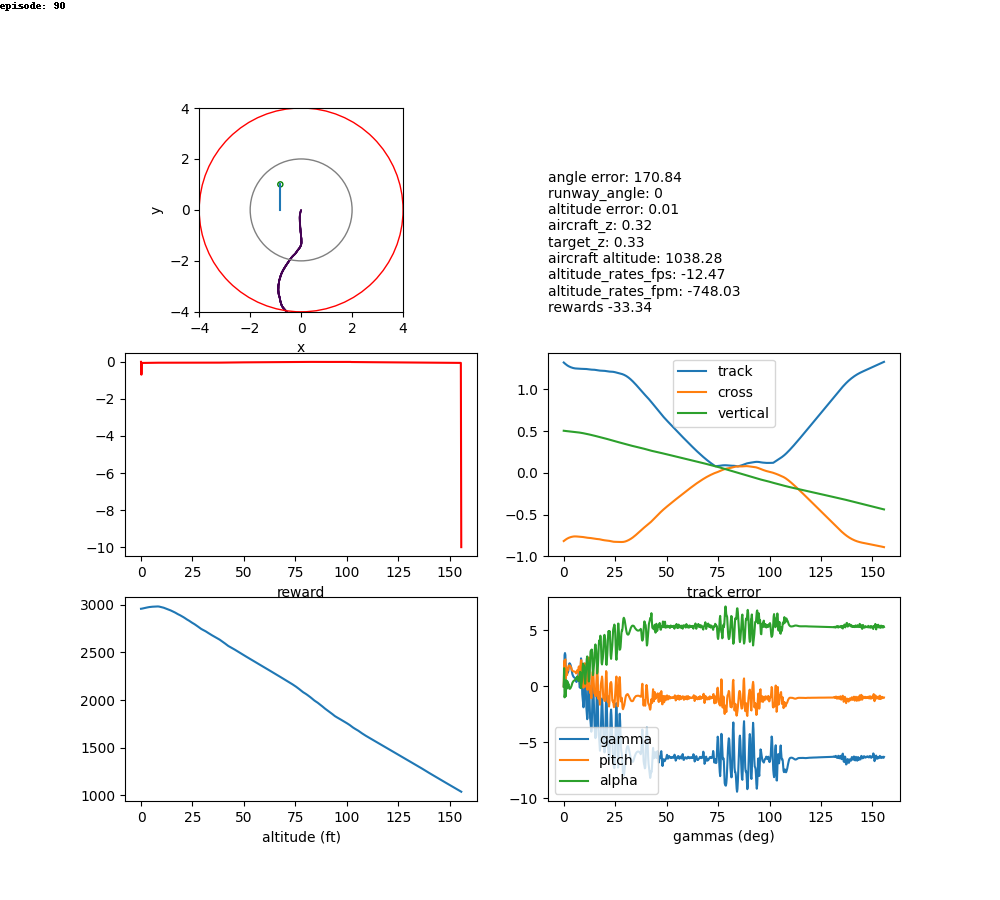 episode: 90
4
2
0
−2
−4
y
−4 −2 0 2 4
x
angle error: 170.84
runway_angle: 0
altitude error: 0.01
aircraft_z: 0.32
target_z: 0.33
aircraft altitude: 1038.28
altitude_rates_fps: -12.47
altitude_rates_fpm: -748.03
rewards -33.34
0
−2
−4
−6
−8
−10
0 25 50 75 100 125 150
reward
track
cross
vertical
1.0
0.5
0.0
−0.5
−1.0
0 25 50 75 100 125 150
track error
3000
2500
2000
1500
1000
0 25 50 75 100 125 150
altitude (ft)
5
0
−5
−10
gamma
pitch
alpha
0 25 50 75 100 125 150
gammas (deg)